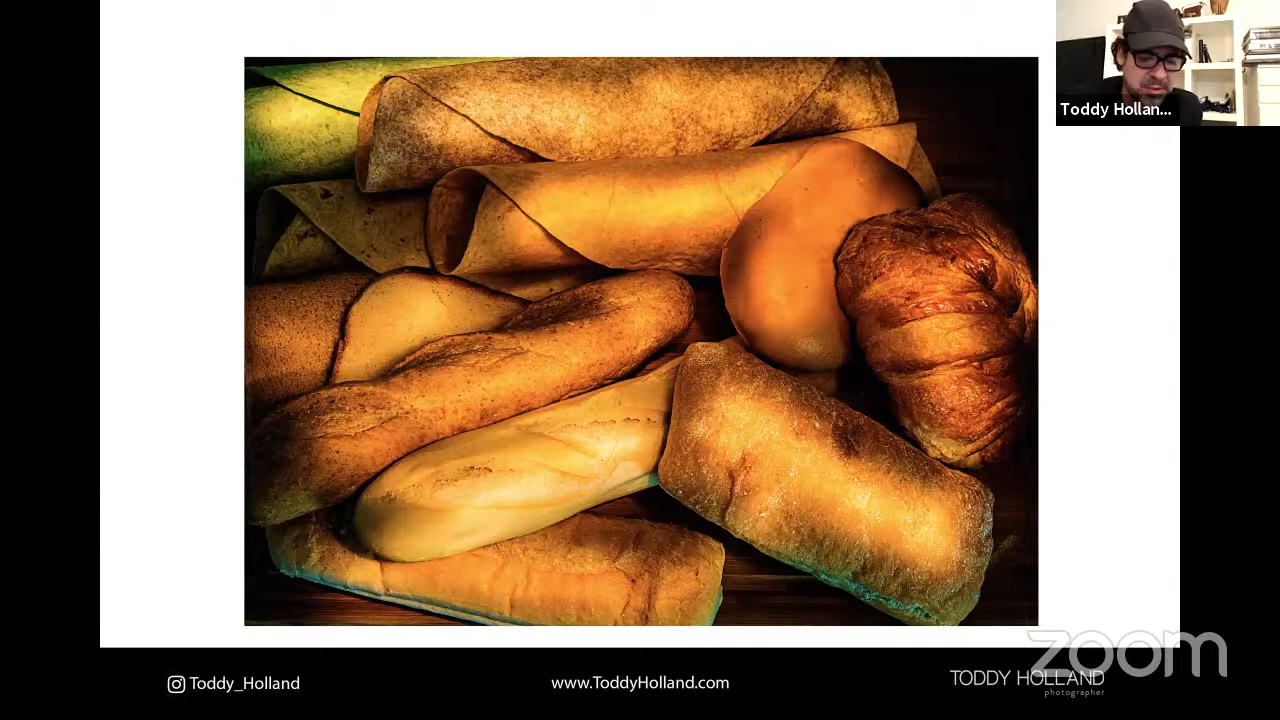 Toddy Hollan...
Toddy_Holland
www.ToddyHolland.com
TODDY HOLLAND
photographer
zoom